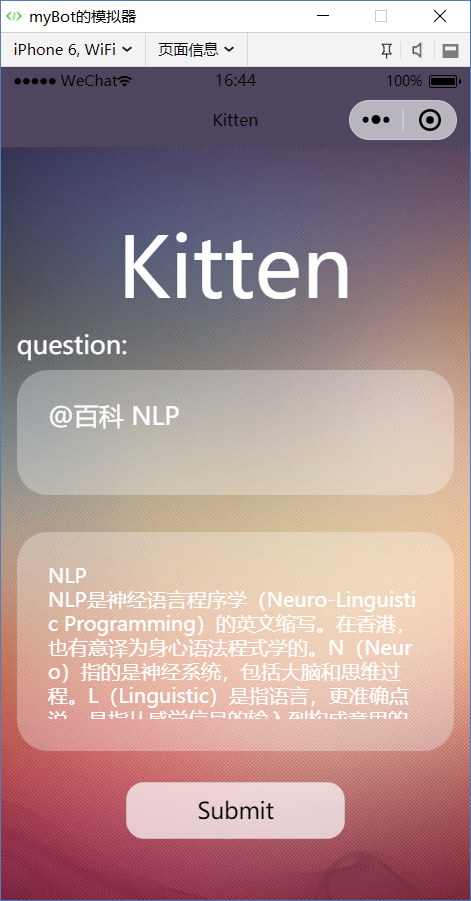 myBot的模拟器
iPhone 6, WiFi 页面信息
WeChat 16:44 100%
Kitten
Kitten
question:
@百科 NLP
NLP
NLP是神经语言程序学（Neuro-Linguisti
c Programming）的英文缩写。在香港，
也有意译为身心语法程式学的。N（Neur
o）指的是神经系统，包括大脑和思维过
程。L（Linguistic）是指语言，更准确点
说，是指从感觉信号的输入到构成意思的
Submit